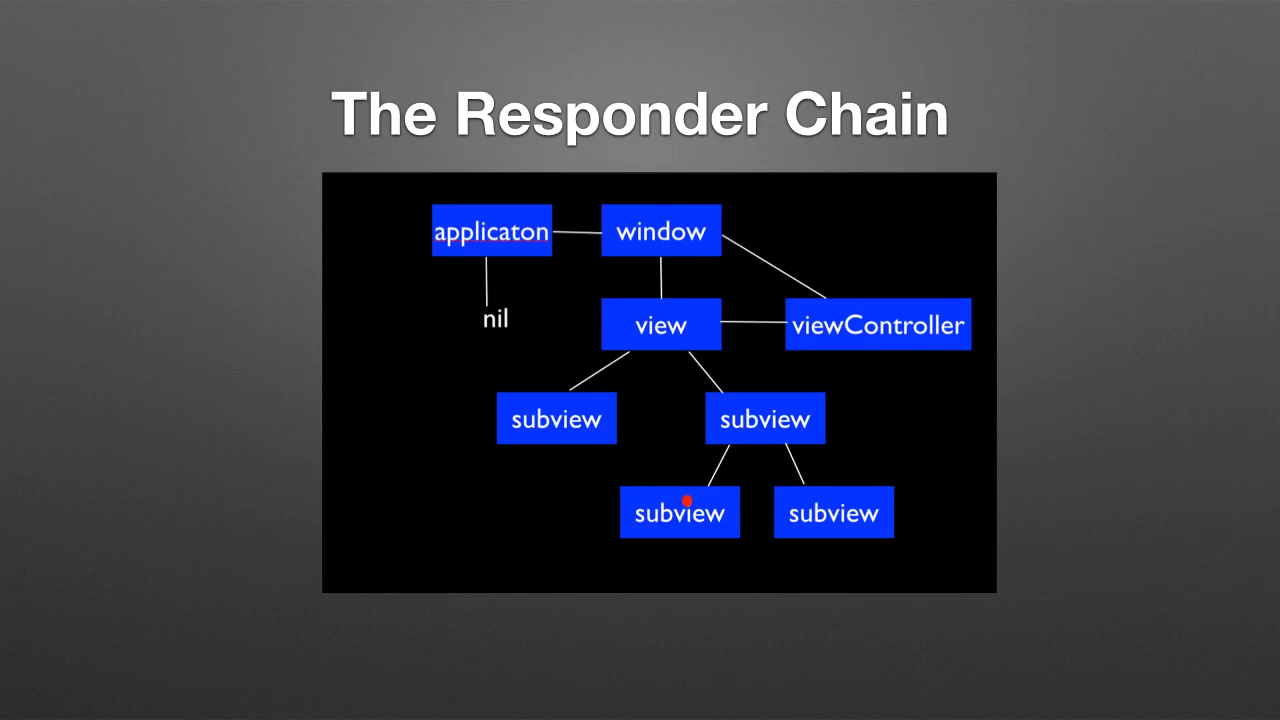 The Responder Chain
applicaton
window
nil
view
viewController
subview
subview
subview
subview